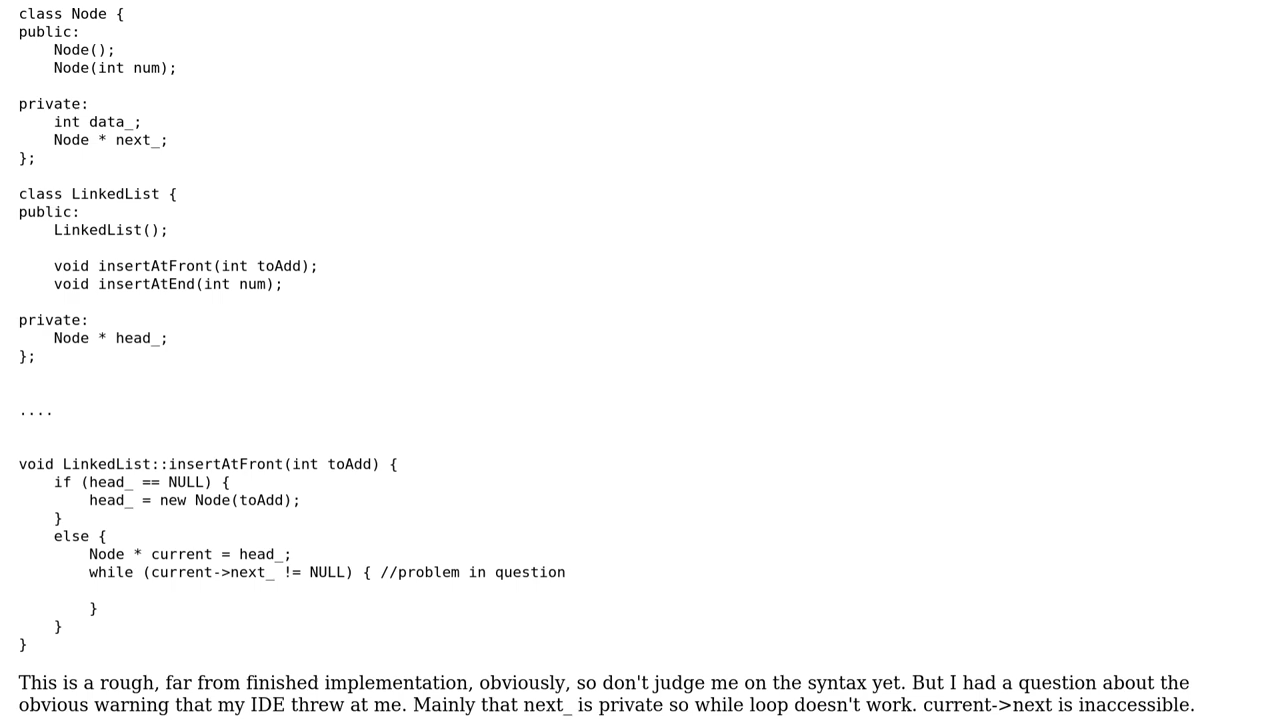 class Node {
public:
    Node();
    Node(int num);

private:
    int data_;
    Node * next_;
};

class LinkedList {
public:
    LinkedList();

    void insertAtFront(int toAdd);
    void insertAtEnd(int num);

private:
    Node * head_;
};


....


void LinkedList::insertAtFront(int toAdd) {
    if (head_ == NULL) {
        head_ = new Node(toAdd);
    }
    else {
        Node * current = head_;
        while (current->next_ != NULL) { //problem in question

        }
    }
}
This is a rough, far from finished implementation, obviously, so don't judge me on the syntax yet. But I had a question about the
obvious warning that my IDE threw at me. Mainly that next_ is private so while loop doesn't work. current->next is inaccessible.